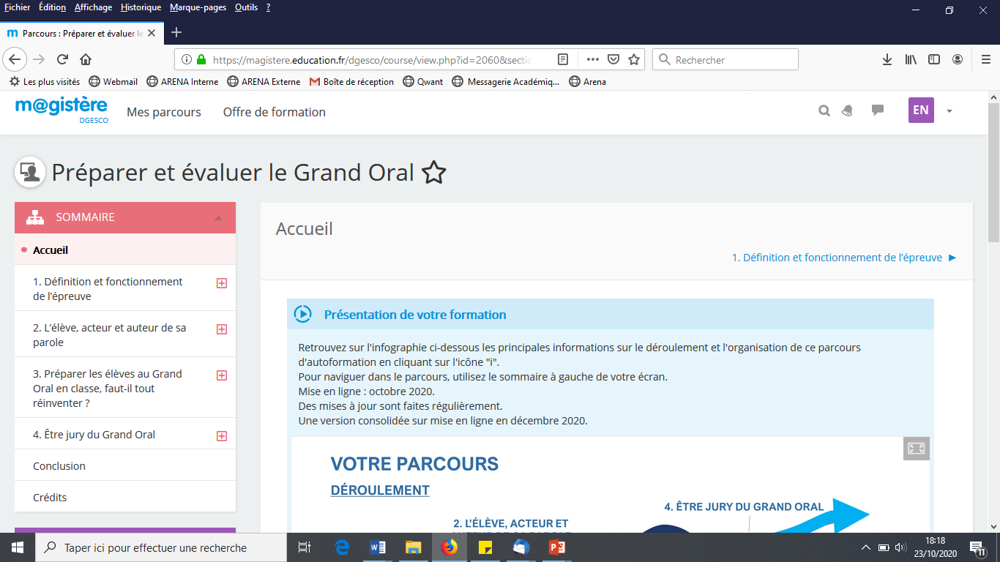 Fichier Édition Affichage Historique Marque-pages Outils ?
m Parcours : Préparer et évaluer le
https://magistere.education.fr/dgesco/course/view.php?id=2060&sectio
Rechercher
Les plus visités Webmail ARENA Interne ARENA Externe Boîte de réception Qwant Messagerie Académiq... Arena
m@gistère
DGESCO
Mes parcours Offre de formation
EN
Préparer et évaluer le Grand Oral
SOMMAIRE
Accueil
1. Définition et fonctionnement
de l’épreuve
2. L’élève, acteur et auteur de sa
parole
3. Préparer les élèves au Grand
Oral en classe, faut-il tout
réinventer ?
4. Être jury du Grand Oral
Conclusion
Crédits
Accueil
1. Définition et fonctionnement de l’épreuve
Présentation de votre formation
Retrouvez sur l'infographie ci-dessous les principales informations sur le déroulement et l'organisation de ce parcours
d'autoformation en cliquant sur l'icône "i".
Pour naviguer dans le parcours, utilisez le sommaire à gauche de votre écran.
Mise en ligne : octobre 2020.
Des mises à jour sont faites régulièrement.
Une version consolidée sur mise en ligne en décembre 2020.
VOTRE PARCOURS
DÉROULEMENT
4. ÊTRE JURY DU GRAND ORAL
2. L’ÉLÈVE, ACTEUR ET
Taper ici pour effectuer une recherche
18:18
23/10/2020
11